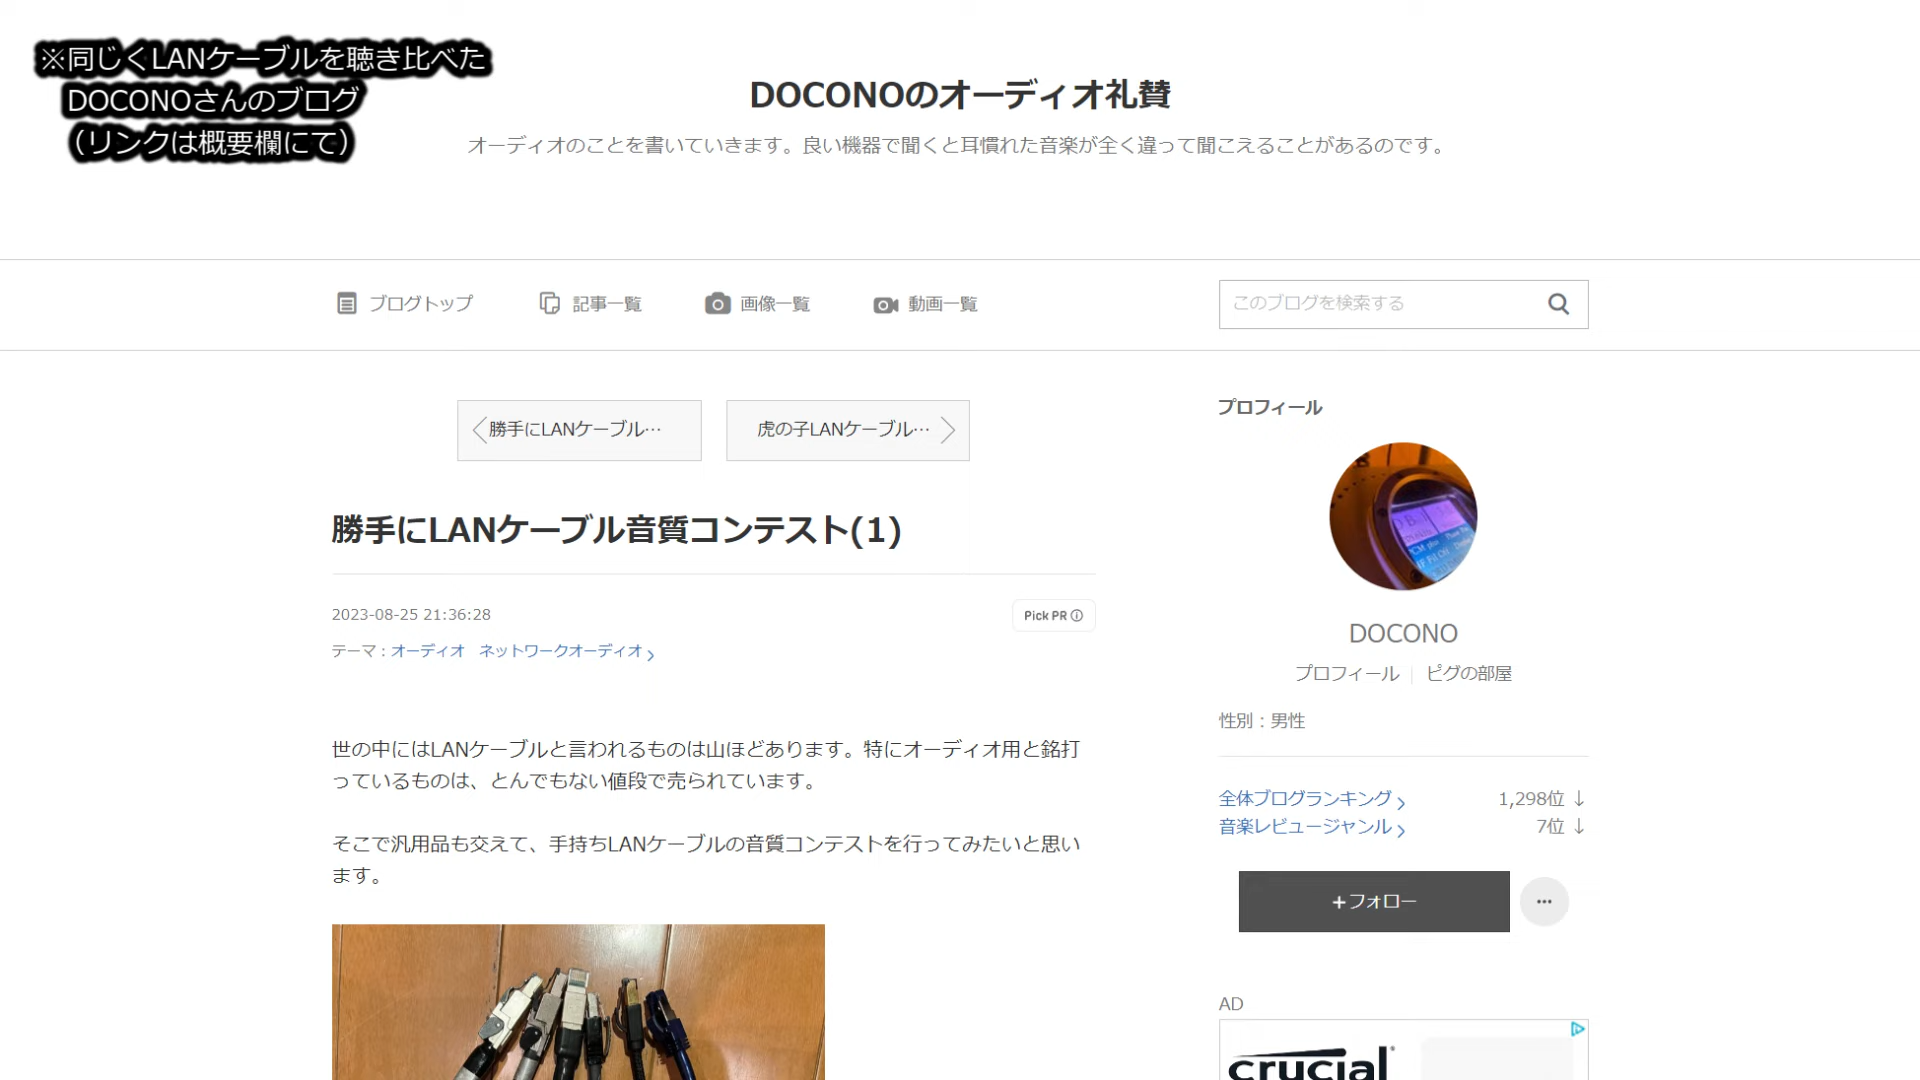 ※同じくLANケーブルを聴き比べた
DOCONOさんのブログ
（リンクは概要欄にて）
DOCONOのオーディオ礼賛
オーディオのことを書いていきます。良い機器で聞くと耳慣れた音楽が全く違って聞こえることがあるのです。
ブログトップ
記事一覧
画像一覧
動画一覧
このブログを検索する
勝手にLANケーブル…
虎の子LANケーブル…
勝手にLANケーブル音質コンテスト(1)
2023-08-25 21:36:28
Pick PR
テーマ：オーディオ ネットワークオーディオ
世の中にはLANケーブルと言われるものは山ほどあります。特にオーディオ用と銘打
っているものは、とんでもない値段で売られています。
そこで汎用品も交えて、手持ちLANケーブルの音質コンテストを行ってみたいと思い
ます。
プロフィール
DOCONO
プロフィール ピグの部屋
性別：男性
全体ブログランキング 1,298位 ↓
音楽レビュージャンル 7位 ↓
+フォロー
AD
crucial